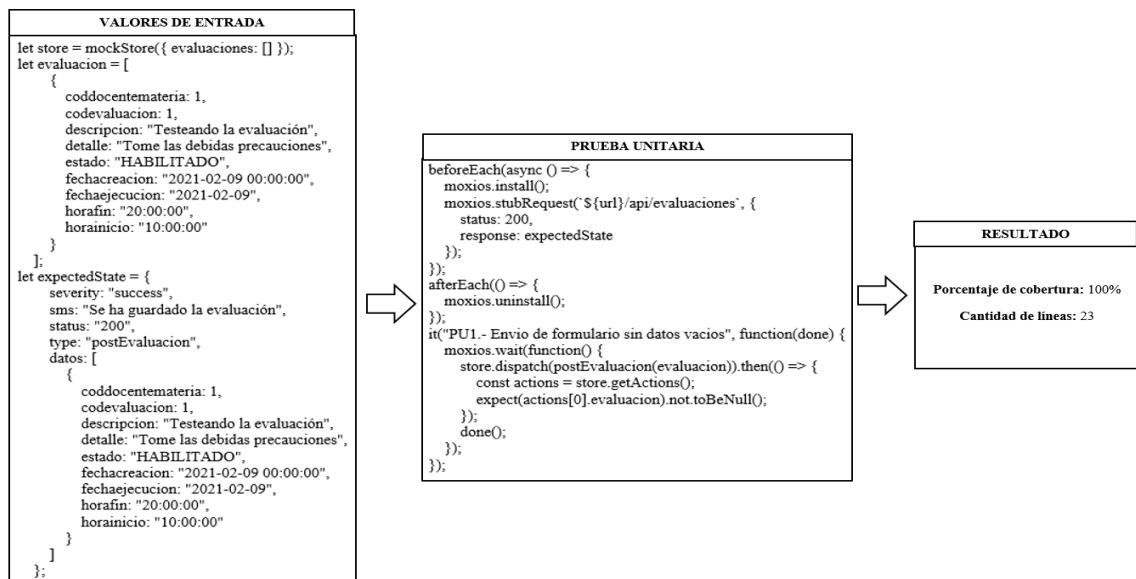 VALORES DE ENTRADA
let store = mockStore({ evaluaciones: [] });
let evaluacion = [
{
coddocentemateria: 1,
codevaluacion: 1,
descripcion: "Testeando la evaluación",
detalle: "Tome las debidas precauciones",
estado: "HABILITADO",
fechacreacion: "2021-02-09 00:00:00",
fechaejecucion: "2021-02-09",
horafin: "20:00:00",
horainicio: "10:00:00"
}
];
let expectedState = {
severity: "success",
sms: "Se ha guardado la evaluación",
status: "200",
type: "postEvaluacion",
datos: [
{
coddocentemateria: 1,
codevaluacion: 1,
descripcion: "Testeando la evaluación",
detalle: "Tome las debidas precauciones",
estado: "HABILITADO",
fechacreacion: "2021-02-09 00:00:00",
fechaejecucion: "2021-02-09",
horafin: "20:00:00",
horainicio: "10:00:00"
}
]
};
PRUEBA UNITARIA
beforeEach(async () => {
moxios.install();
moxios.stubRequest(`${url}/api/evaluaciones`, {
status: 200,
response: expectedState
});
});
afterEach(() => {
moxios.uninstall();
});
it("PU1.- Envio de formulario sin datos vacios", function(done) {
moxios.wait(function() {
store.dispatch(postEvaluacion(evaluacion)).then(() => {
const actions = store.getActions();
expect(actions[0].evaluacion).not.toBeNull();
});
done();
});
});
RESULTADO
Porcentaje de cobertura: 100%
Cantidad de líneas: 23